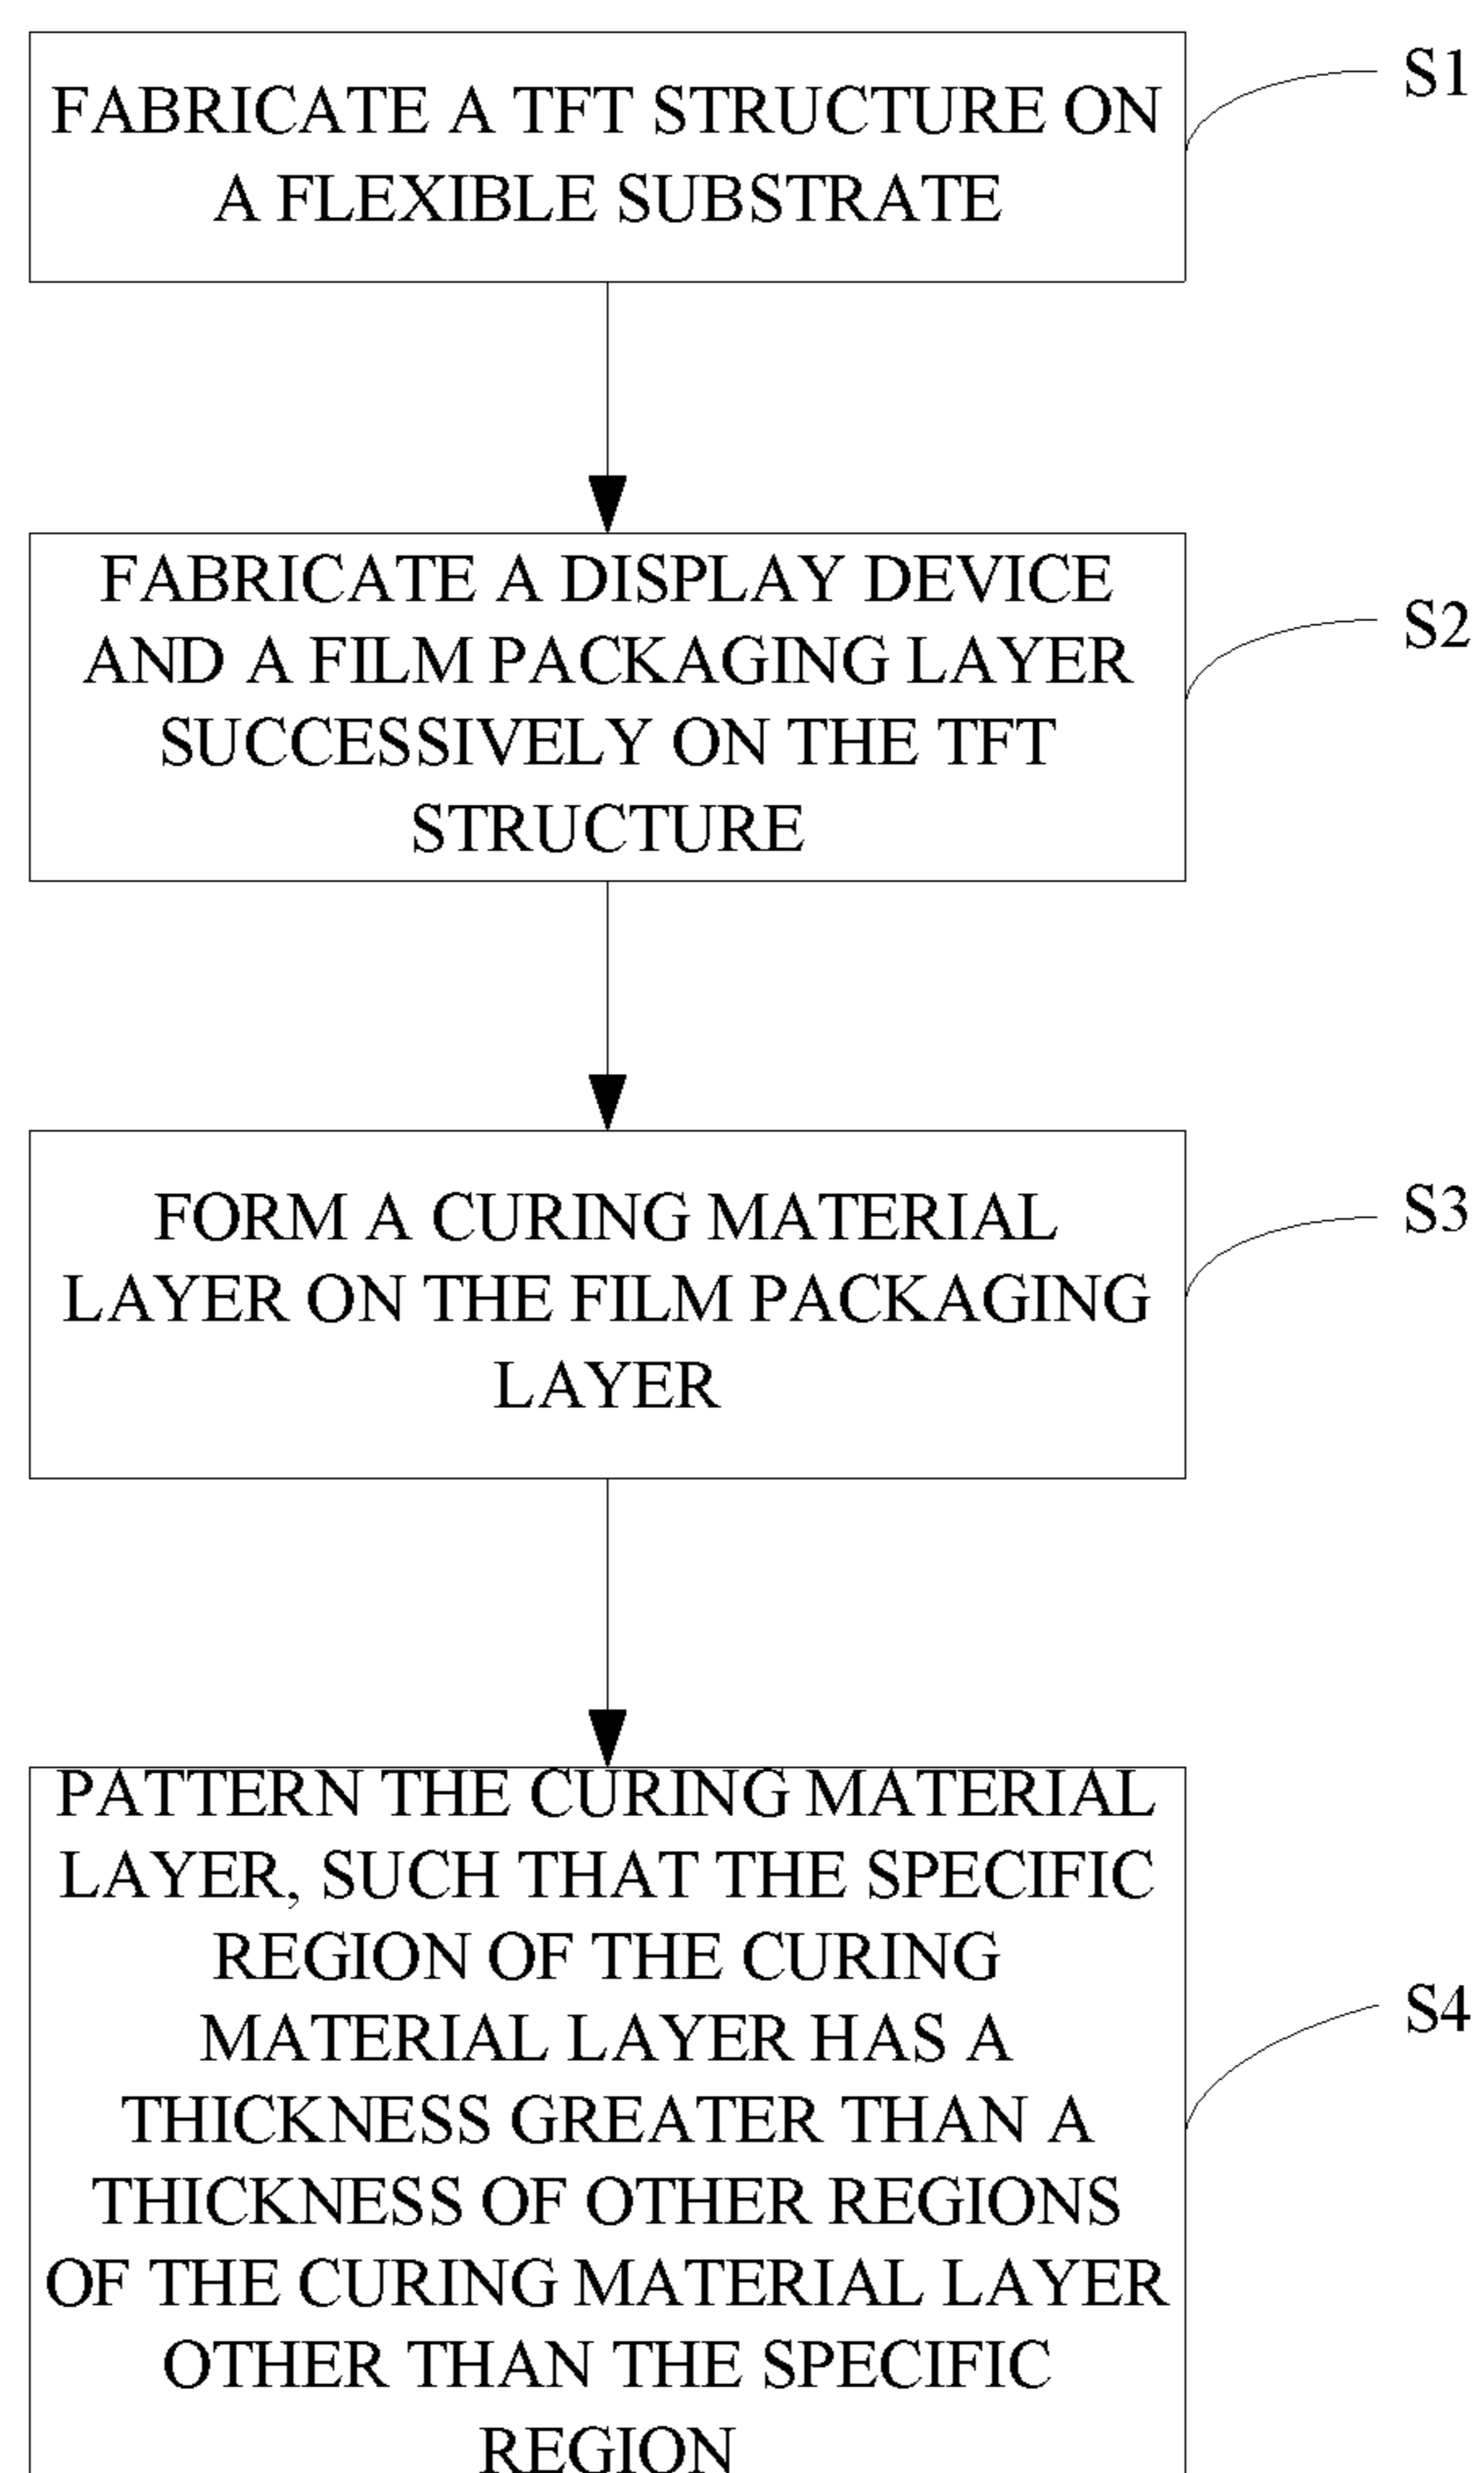 FABRICATE A TFT STRUCTURE ON
A FLEXIBLE SUBSTRATE
S1
FABRICATE A DISPLAY DEVICE
AND A FILM PACKAGING LAYER
SUCCESSIVELY ON THE TFT
STRUCTURE
S2
FORM A CURING MATERIAL
LAYER ON THE FILM PACKAGING
LAYER
S3
PATTERN THE CURING MATERIAL
LAYER, SUCH THAT THE SPECIFIC
REGION OF THE CURING
MATERIAL LAYER HAS A
THICKNESS GREATER THAN A
THICKNESS OF OTHER REGIONS
OF THE CURING MATERIAL LAYER
OTHER THAN THE SPECIFIC
REGION
S4